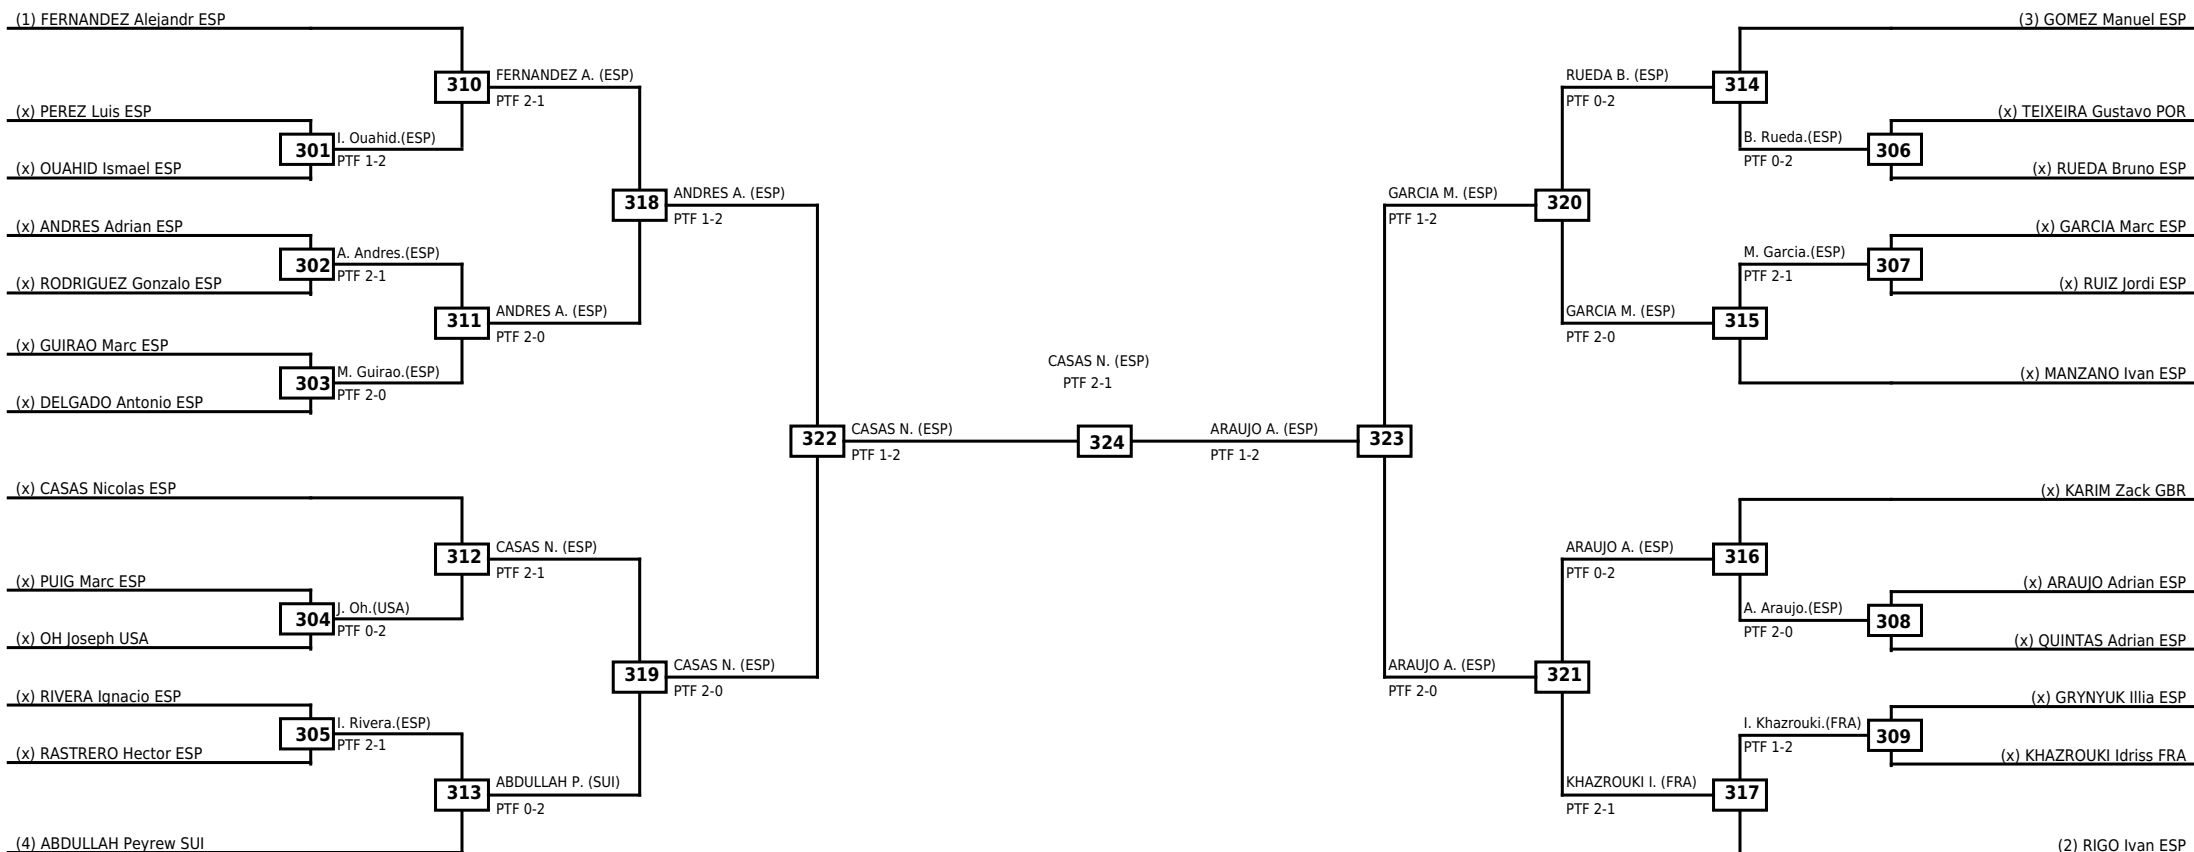 (1) FERNANDEZ Alejandr ESP
(x) PEREZ Luis ESP
(x) OUAHID Ismael ESP
(x) ANDRES Adrian ESP
(x) RODRIGUEZ Gonzalo ESP
(x) GUIRAO Marc ESP
(x) DELGADO Antonio ESP
(x) CASAS Nicolas ESP
(x) PUIG Marc ESP
(x) OH Joseph USA
(x) RIVERA Ignacio ESP
(x) RASTRERO Hector ESP
(4) ABDULLAH Peyrew SUI
301
I. Ouahid.(ESP)
PTF 1-2
302
A. Andres.(ESP)
PTF 2-1
303
M. Guirao.(ESP)
PTF 2-0
304
J. Oh.(USA)
PTF 0-2
305
I. Rivera.(ESP)
PTF 2-1
310
FERNANDEZ A. (ESP)
PTF 2-1
311
ANDRES A. (ESP)
PTF 2-0
312
CASAS N. (ESP)
PTF 2-1
313
ABDULLAH P. (SUI)
PTF 0-2
318
ANDRES A. (ESP)
PTF 1-2
319
CASAS N. (ESP)
PTF 2-0
322
CASAS N. (ESP)
PTF 1-2
CASAS N. (ESP)
PTF 2-1
324
ARAUJO A. (ESP)
PTF 1-2
323
GARCIA M. (ESP)
PTF 1-2
320
ARAUJO A. (ESP)
PTF 2-0
321
RUEDA B. (ESP)
PTF 0-2
314
GARCIA M. (ESP)
PTF 2-0
315
ARAUJO A. (ESP)
PTF 0-2
316
KHAZROUKI I. (FRA)
PTF 2-1
317
B. Rueda.(ESP)
PTF 0-2
306
M. Garcia.(ESP)
PTF 2-1
307
A. Araujo.(ESP)
PTF 2-0
308
I. Khazrouki.(FRA)
PTF 1-2
309
(3) GOMEZ Manuel ESP
(x) TEIXEIRA Gustavo POR
(x) RUEDA Bruno ESP
(x) GARCIA Marc ESP
(x) RUIZ Jordi ESP
(x) MANZANO Ivan ESP
(x) KARIM Zack GBR
(x) ARAUJO Adrian ESP
(x) QUINTAS Adrian ESP
(x) GRYNYUK Illia ESP
(x) KHAZROUKI Idriss FRA
(2) RIGO Ivan ESP